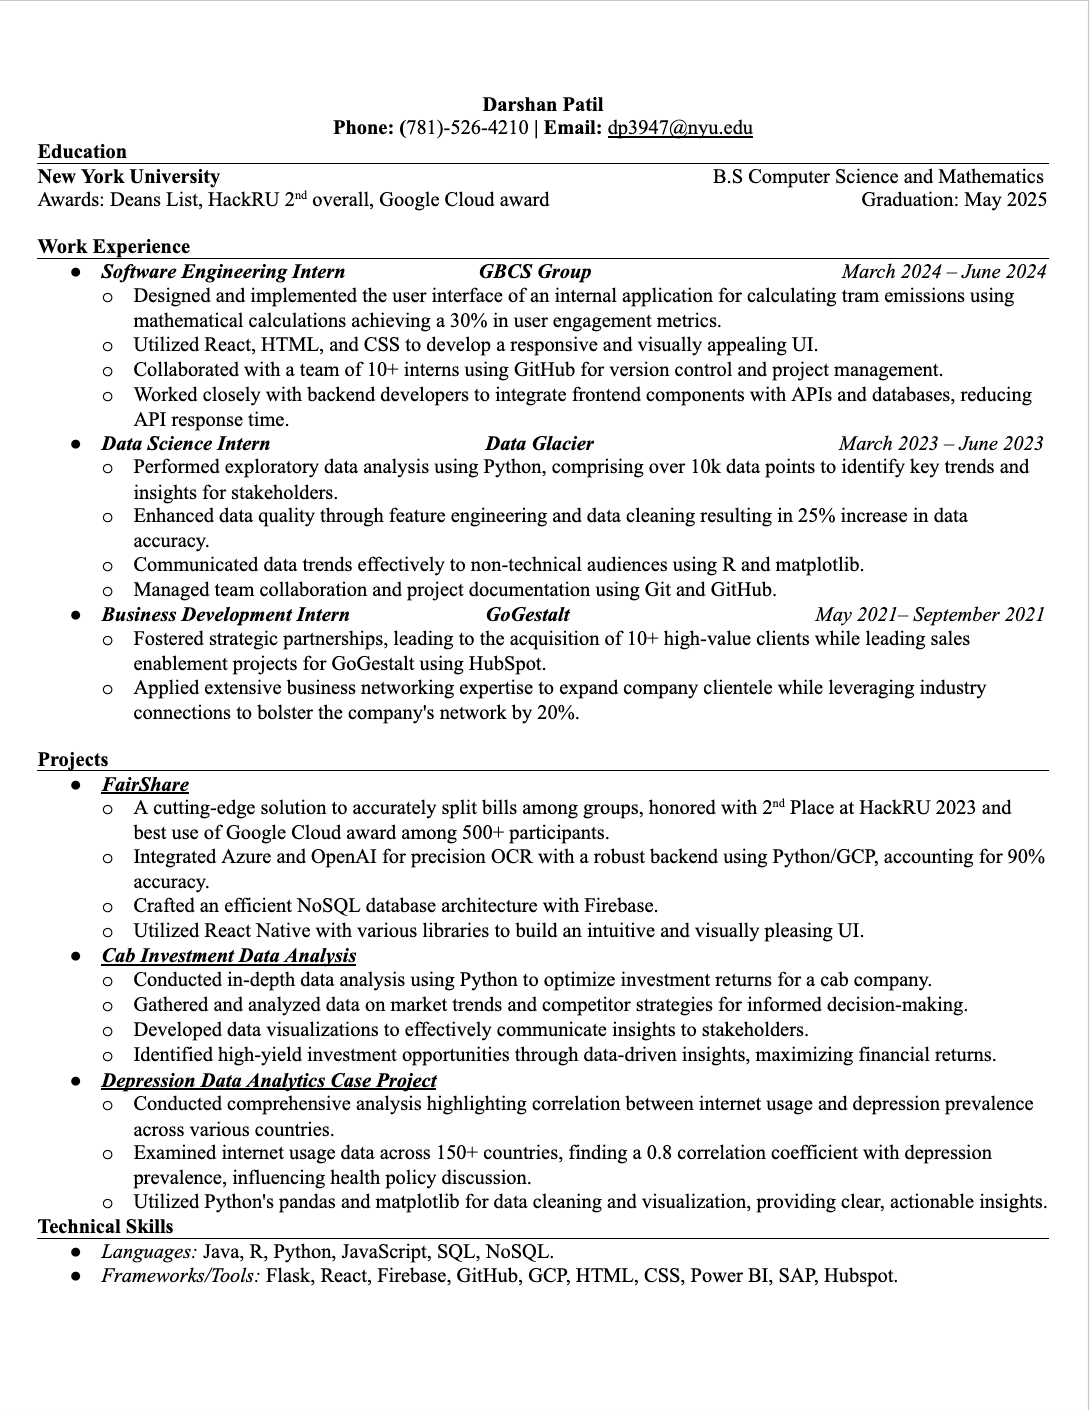 Darshan Patil
Phone: (781)-526-4210 | Email: dp3947@nyu.edu
Education
New York University B.S Computer Science and Mathematics
Awards: Deans List, HackRU 2nd overall, Google Cloud award Graduation: May 2025
Work Experience
● Software Engineering Intern GBCS Group March 2024 – June 2024
o Designed and implemented the user interface of an internal application for calculating tram emissions using
mathematical calculations achieving a 30% in user engagement metrics.
o Utilized React, HTML, and CSS to develop a responsive and visually appealing UI.
o Collaborated with a team of 10+ interns using GitHub for version control and project management.
o Worked closely with backend developers to integrate frontend components with APIs and databases, reducing
API response time.
● Data Science Intern Data Glacier March 2023 – June 2023
o Performed exploratory data analysis using Python, comprising over 10k data points to identify key trends and
insights for stakeholders.
o Enhanced data quality through feature engineering and data cleaning resulting in 25% increase in data
accuracy.
o Communicated data trends effectively to non-technical audiences using R and matplotlib.
o Managed team collaboration and project documentation using Git and GitHub.
● Business Development Intern GoGestalt May 2021– September 2021
o Fostered strategic partnerships, leading to the acquisition of 10+ high-value clients while leading sales
enablement projects for GoGestalt using HubSpot.
o Applied extensive business networking expertise to expand company clientele while leveraging industry
connections to bolster the company's network by 20%.
Projects
● FairShare
o A cutting-edge solution to accurately split bills among groups, honored with 2nd Place at HackRU 2023 and
best use of Google Cloud award among 500+ participants.
o Integrated Azure and OpenAI for precision OCR with a robust backend using Python/GCP, accounting for 90%
accuracy.
o Crafted an efficient NoSQL database architecture with Firebase.
o Utilized React Native with various libraries to build an intuitive and visually pleasing UI.
● Cab Investment Data Analysis
o Conducted in-depth data analysis using Python to optimize investment returns for a cab company.
o Gathered and analyzed data on market trends and competitor strategies for informed decision-making.
o Developed data visualizations to effectively communicate insights to stakeholders.
o Identified high-yield investment opportunities through data-driven insights, maximizing financial returns.
● Depression Data Analytics Case Project
o Conducted comprehensive analysis highlighting correlation between internet usage and depression prevalence
across various countries.
o Examined internet usage data across 150+ countries, finding a 0.8 correlation coefficient with depression
prevalence, influencing health policy discussion.
o Utilized Python's pandas and matplotlib for data cleaning and visualization, providing clear, actionable insights.
Technical Skills
● Languages: Java, R, Python, JavaScript, SQL, NoSQL.
● Frameworks/Tools: Flask, React, Firebase, GitHub, GCP, HTML, CSS, Power BI, SAP, Hubspot.